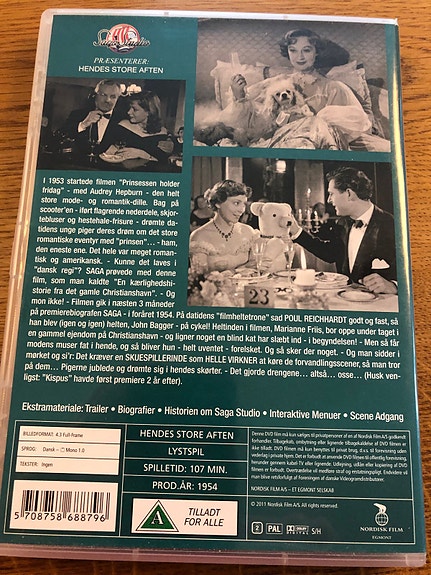 Saga Studio
PRÆSENTERER:
HENDES STORE AFTEN
23
I 1953 startede filmen "Prinsessen holder
fridag" - med Audrey Hepburn - den helt
store mode- og romantik-dille. Bag på
scooter'en - iført flagrende nederdele, skjor-
tebluser og hestehale-frisure - drømte da-
tidens unge piger deres drøm om det store
romantiske eventyr med "prinsen"... - ham,
den eneste ene. Det hele var meget roman-
tisk og amerikansk. - Kunne det laves i
"dansk regi"? SAGA prøvede med denne
film, som man kaldte "En kærlighedshi-
storie fra det gamle Christianshavn". - Og
mon ikke! - Filmen gik i næsten 3 måneder
på premierebiografen SAGA - i foråret 1954. På datidens "filmheltetrone" sad POUL REICHHARDT godt og fast, så
han blev (igen og igen) helten, John Bagger - på cykel! Heltinden i filmen, Marianne Friis, bor oppe under taget i
en gammel ejendom på Christianshavn - og ligner noget en blind kat har slæbt ind - i begyndelsen! - Men så får
modens muser fat i hende, og så bliver hun - helt uventet - forelsket. Og så sker der noget. - Og man sidder i
mørket og si'r: Det kræver en SKUESPILLERINDE som HELLE VIRKNER at køre de forvandlingsscener, så man tror
på dem... Pigerne jublede og drømte sig i hendes skørter. - Det gjorde drengene... altså... osse... (Husk ven-
ligst: "Kispus" havde først premiere 2 år efter).
Ekstramateriale: Trailer • Biografier • Historien om Saga Studio • Interaktive Menuer • Scene Adgang
BILLEDFORMAT: 4:3 Full-Frame
SPROG: Dansk - Mono 1.0
TEKSTER: Ingen
HENDES STORE AFTEN
LYSTSPIL
SPILLETID: 107 MIN.
PROD.ÅR: 1954
5 708758 688796
A
TILLADT
FOR ALLE
NORDISK FILM A/S – ET EGMONT SELSKAB
© 2011 Nordisk Film A/S
2 PAL DOLBY DIGITAL S/H
NORDISK FILM
EGMONT